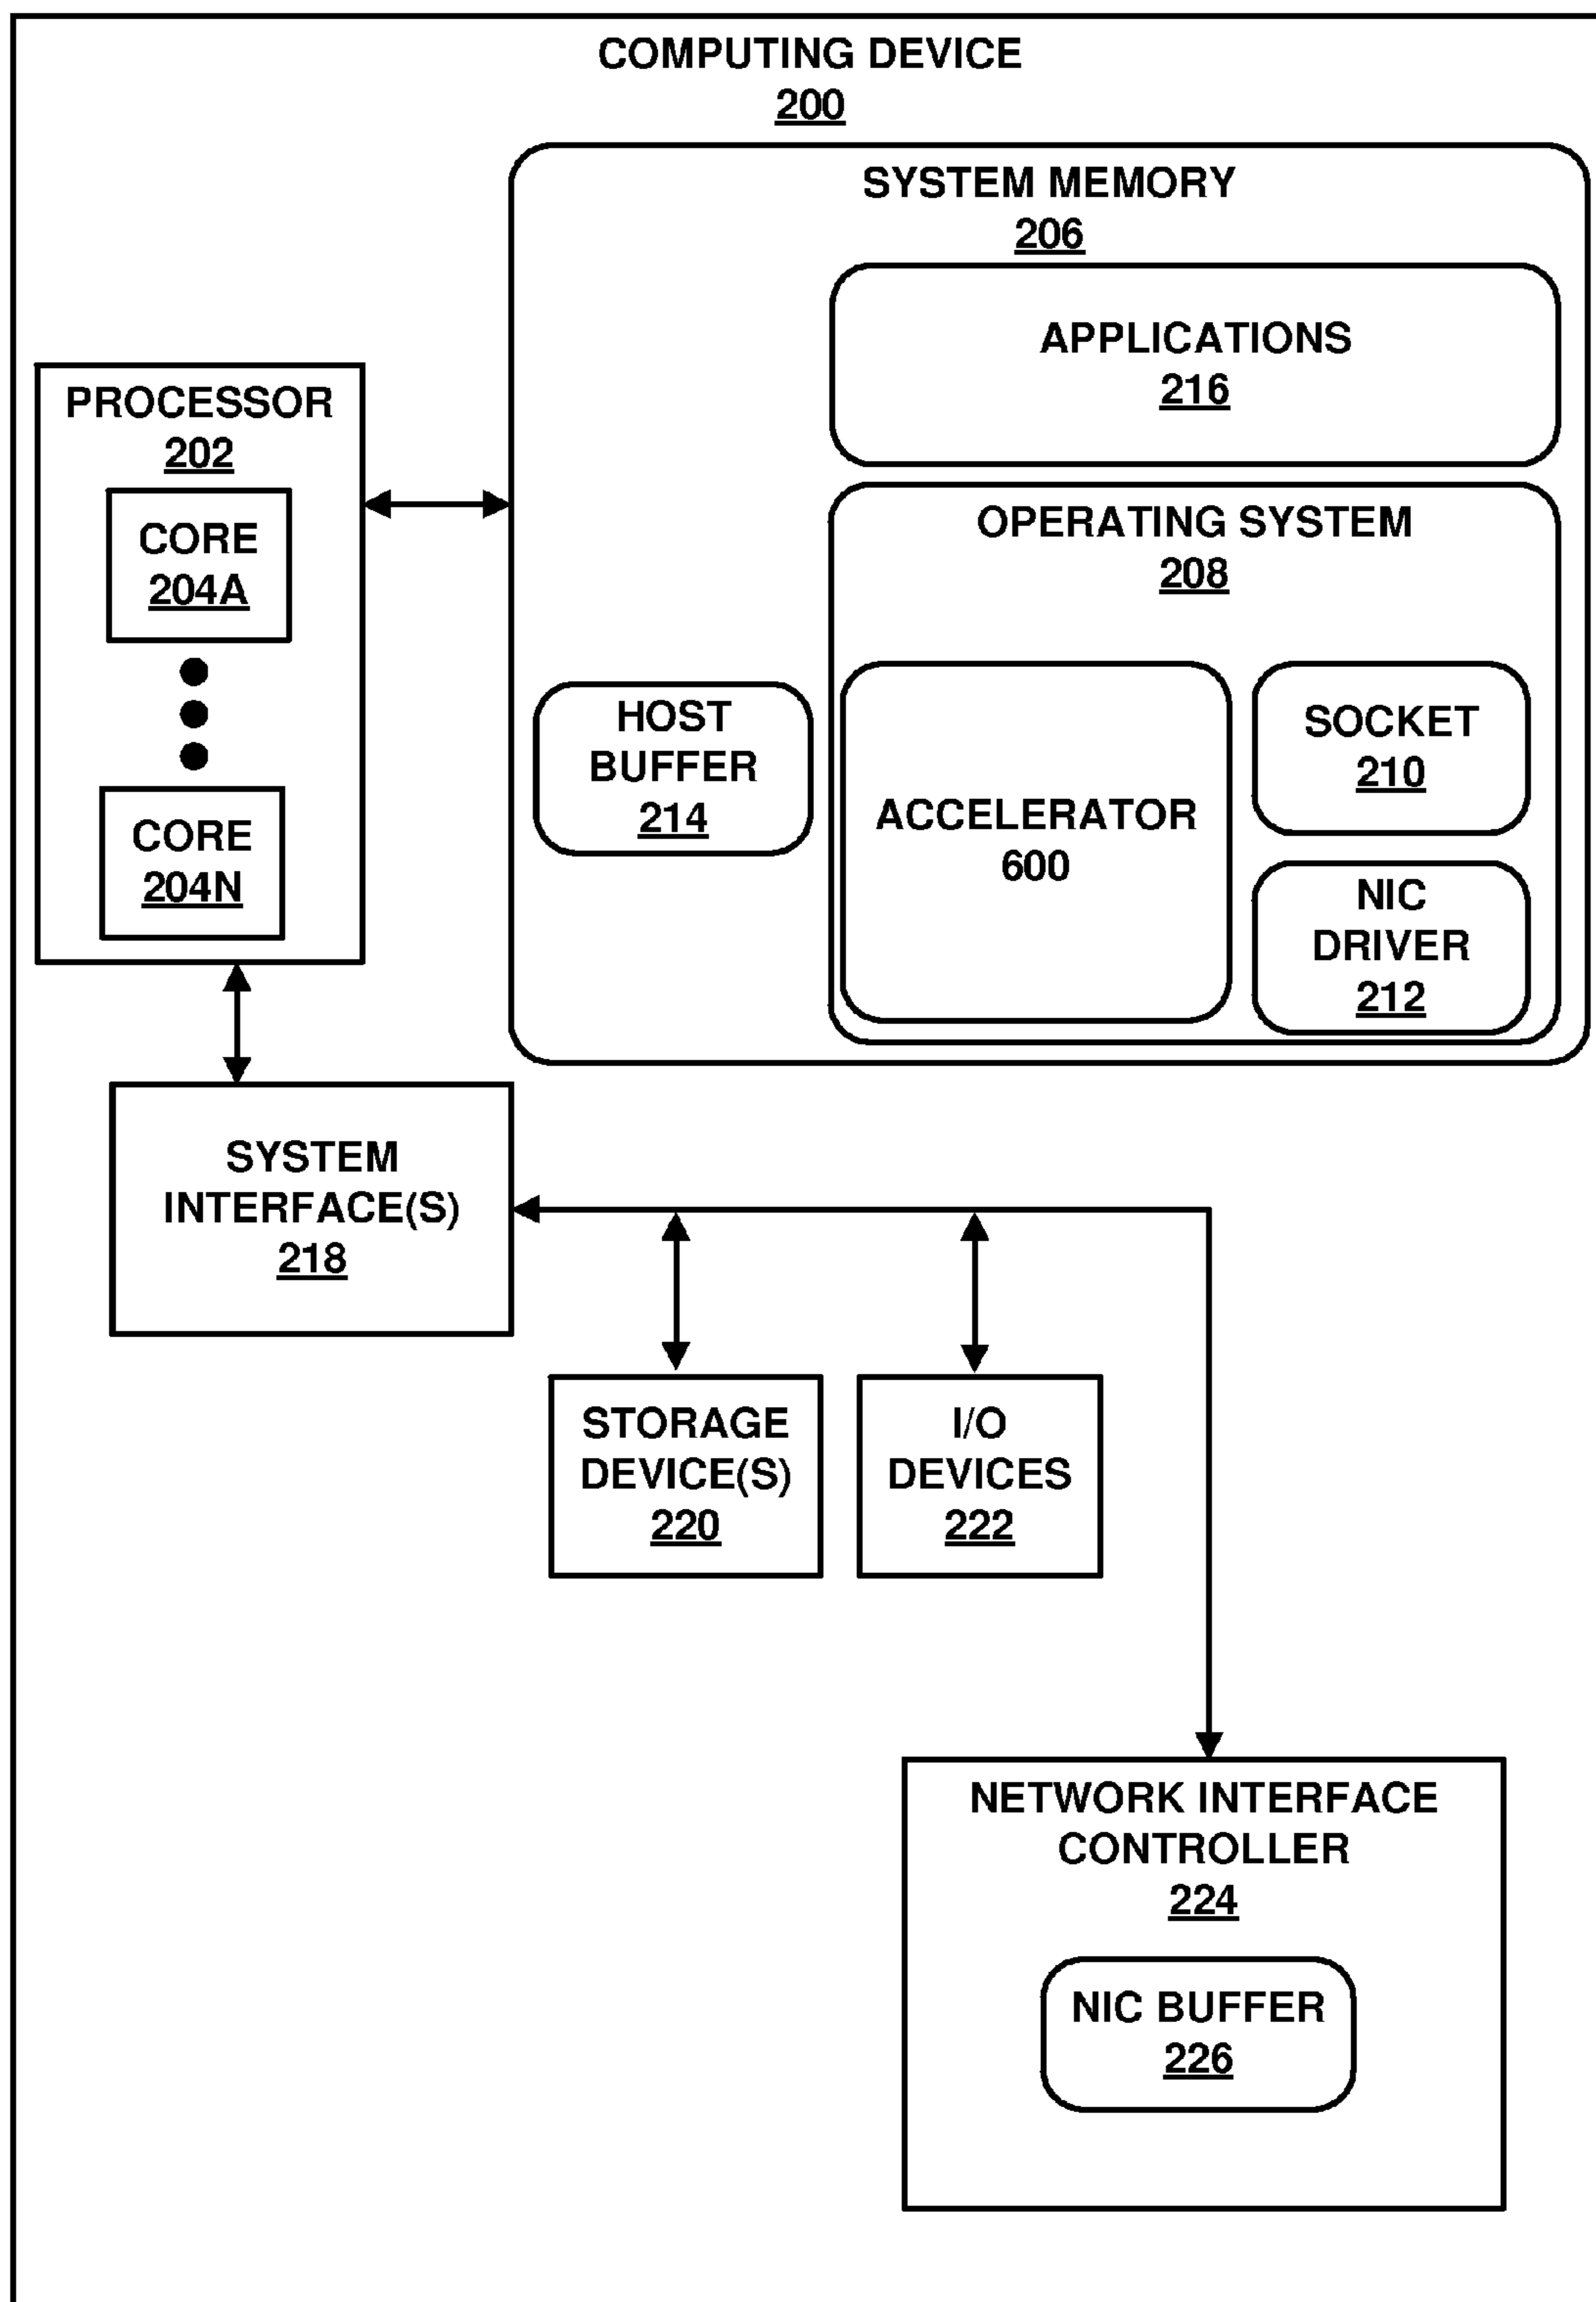 COMPUTING DEVICE
200
SYSTEM MEMORY
206
APPLICATIONS
216
PROCESSOR
202
CORE
204A
CORE
204N
OPERATING SYSTEM
208
HOST
BUFFER
214
ACCELERATOR
600
SOCKET
210
NIC
DRIVER
212
SYSTEM
INTERFACE(S)
218
STORAGE
DEVICE(S)
220
I/O
DEVICES
222
NETWORK INTERFACE
CONTROLLER
224
NIC BUFFER
226